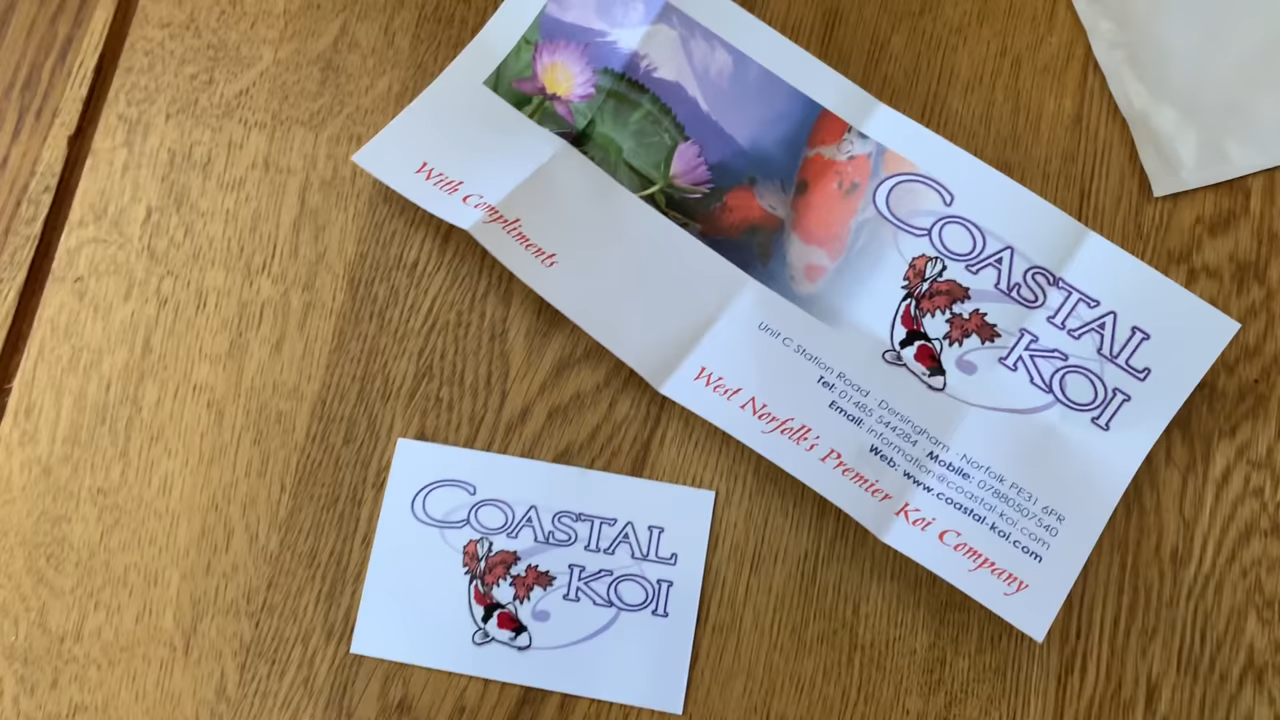 With Compliments
COASTAL
KOI
Unit C Station Road · Dersingham · Norfolk PE31 6PR
Tel: 01485 544284 · Mobile: 07880507540
Email: information@coastal-koi.com
Web: www.coastal-koi.com
West Norfolk's Premier Koi Company
COASTAL
KOI